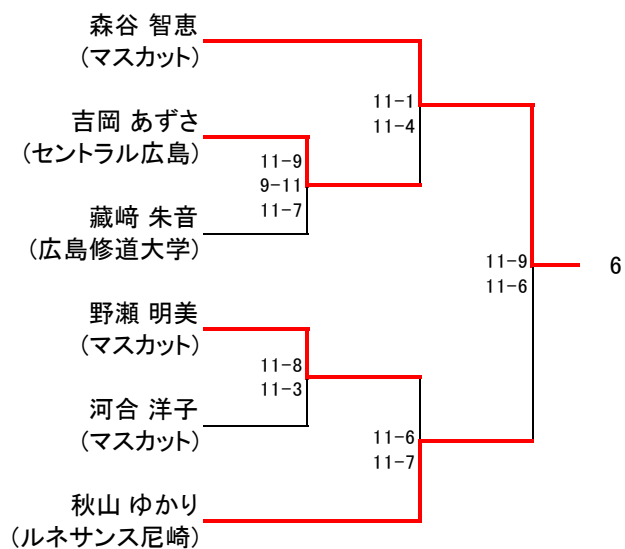 森谷 智恵
(マスカット)
11-1
11-4
吉岡 あずさ
(セントラル広島)
11-9
9-11
11-7
藏﨑 朱音
(広島修道大学)
11-9
11-6
6
野瀬 明美
(マスカット)
11-8
11-3
河合 洋子
(マスカット)
11-6
11-7
秋山 ゆかり
(ルネサンス尼崎)